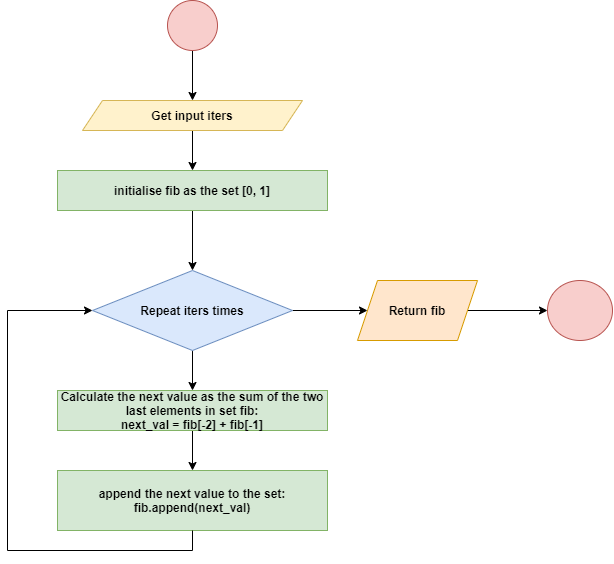 Get input iters
initialise fib as the set [0, 1]
Repeat iters times
Return fib
Calculate the next value as the sum of the two
last elements in set fib:
next_val = fib[-2] + fib[-1]
append the next value to the set:
fib.append(next_val)